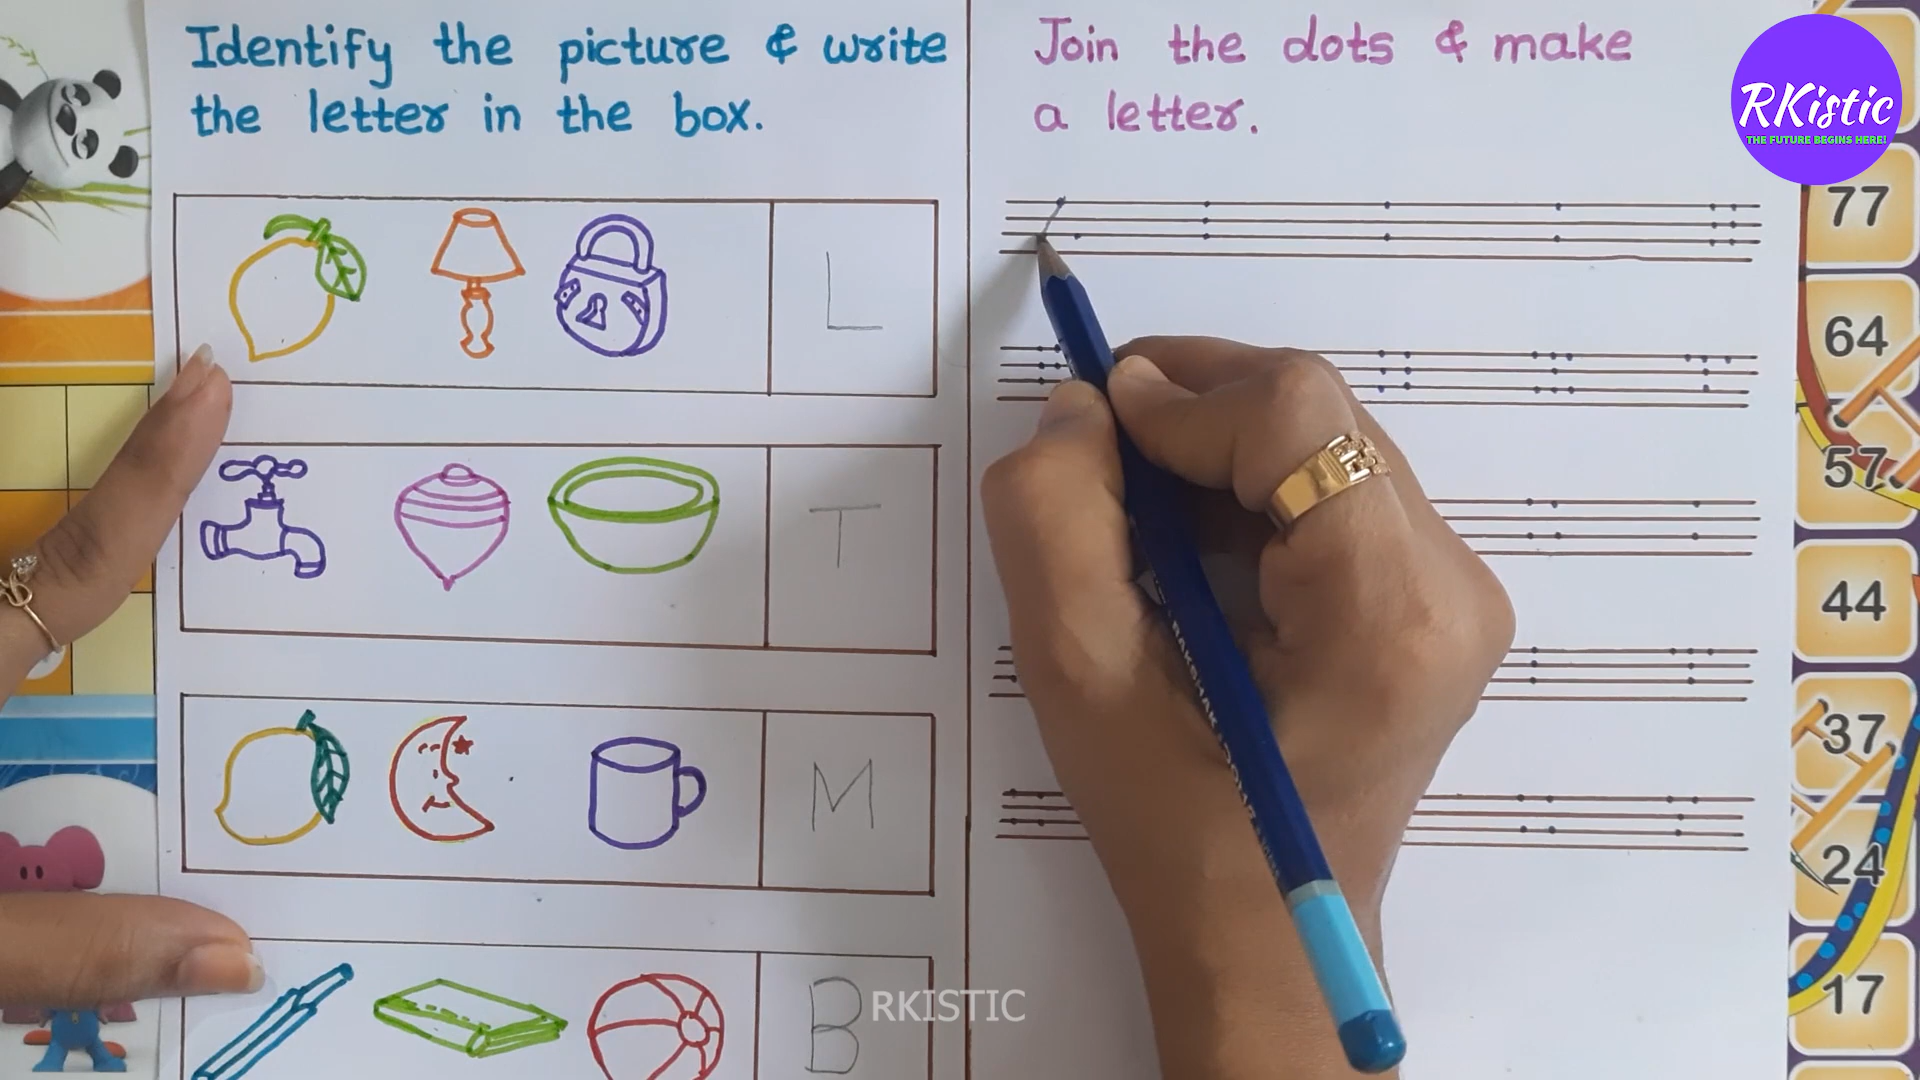 Identify the picture & write
the letter in the box.
L
T
M
B
Join the dots & make
a letter.
RKistic
THE FUTURE BEGINS HERE!
77
64
57
44
37
24
17
RKISTIC